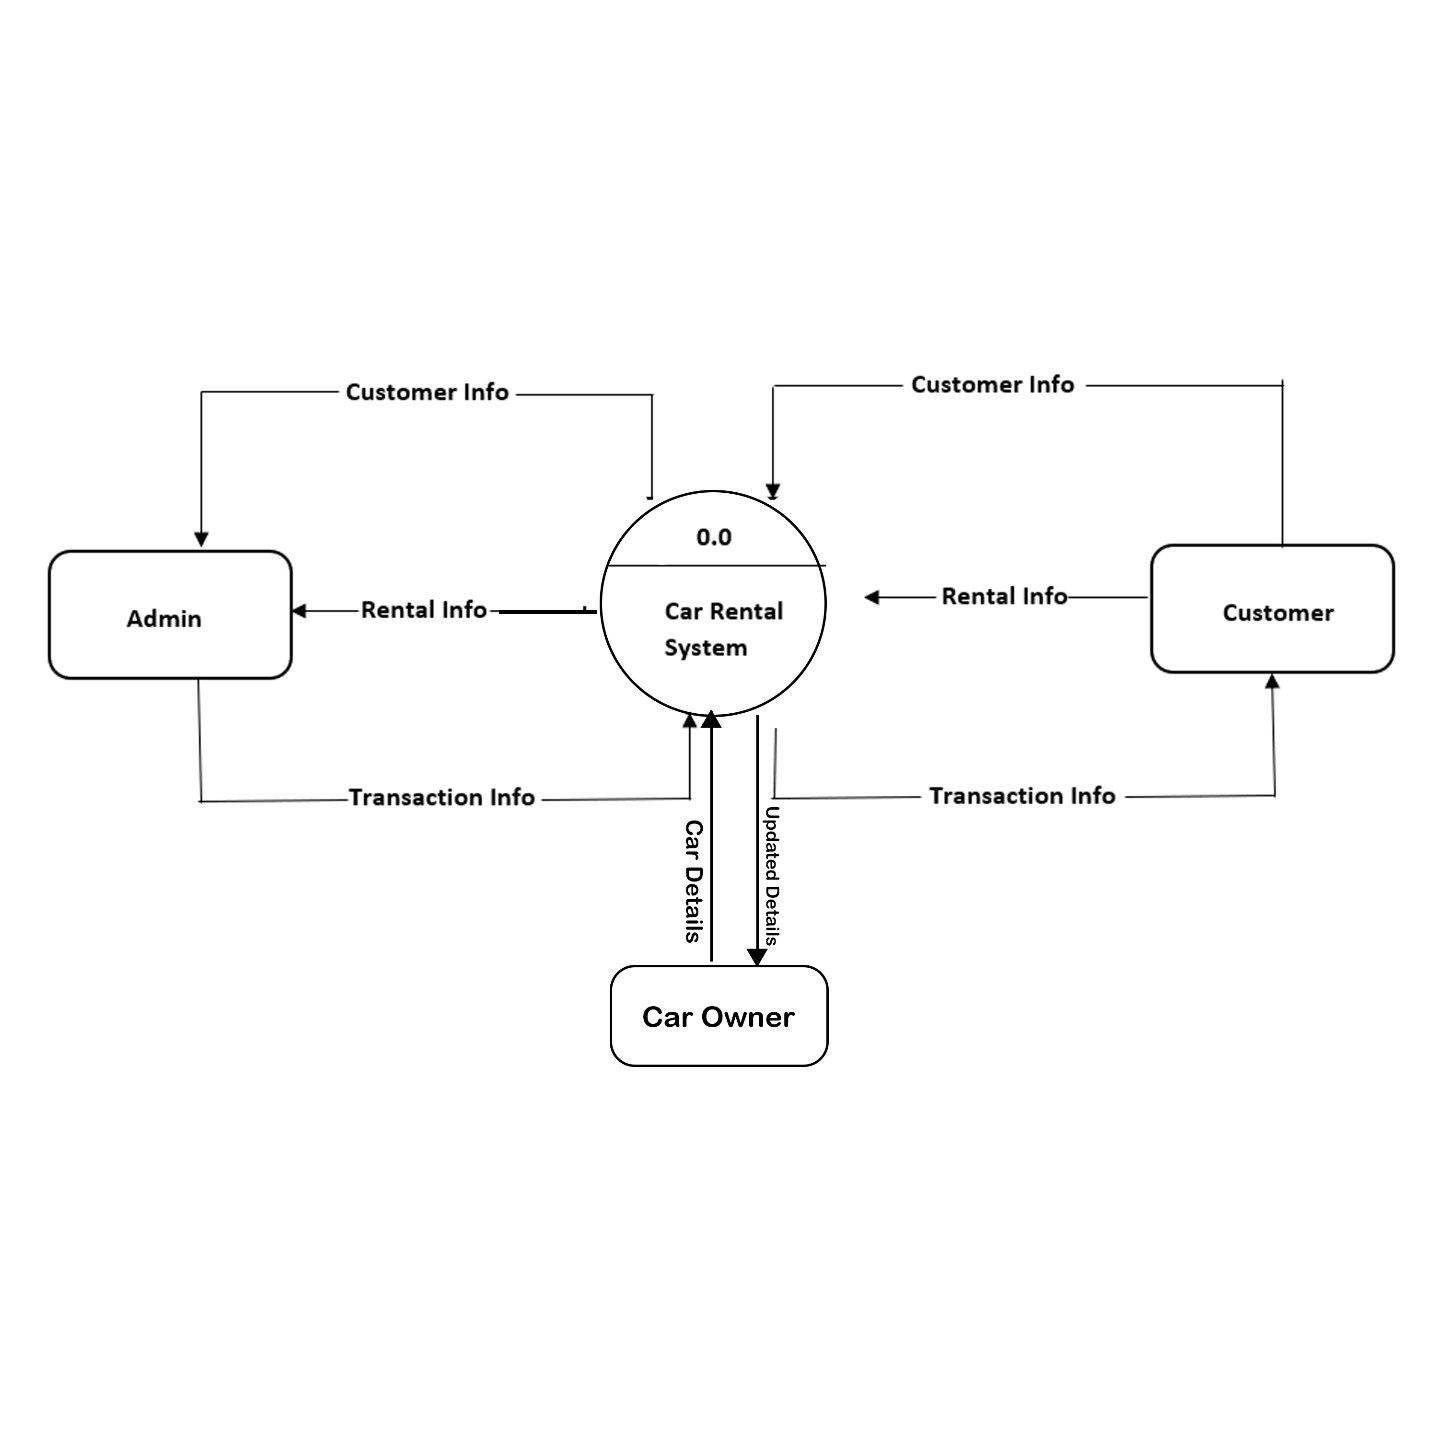 Customer Info
Customer Info
0.0
Admin
Rental Info
Car Rental
System
Rental Info
Customer
Transaction Info
Transaction Info
Car Details
Updated Details
Car Owner